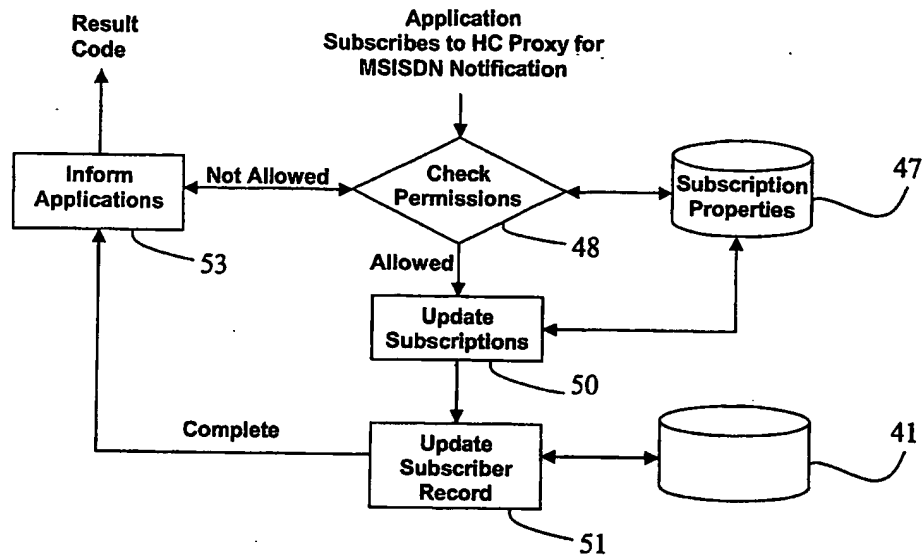 Result
Code
Application
Subscribes to HC Proxy for
MSISDN Notification
Inform
Applications
Not Allowed
Check
Permissions
Subscription
Properties
47
53
48
Allowed
Update
Subscriptions
50
Complete
Update
Subscriber
Record
41
51